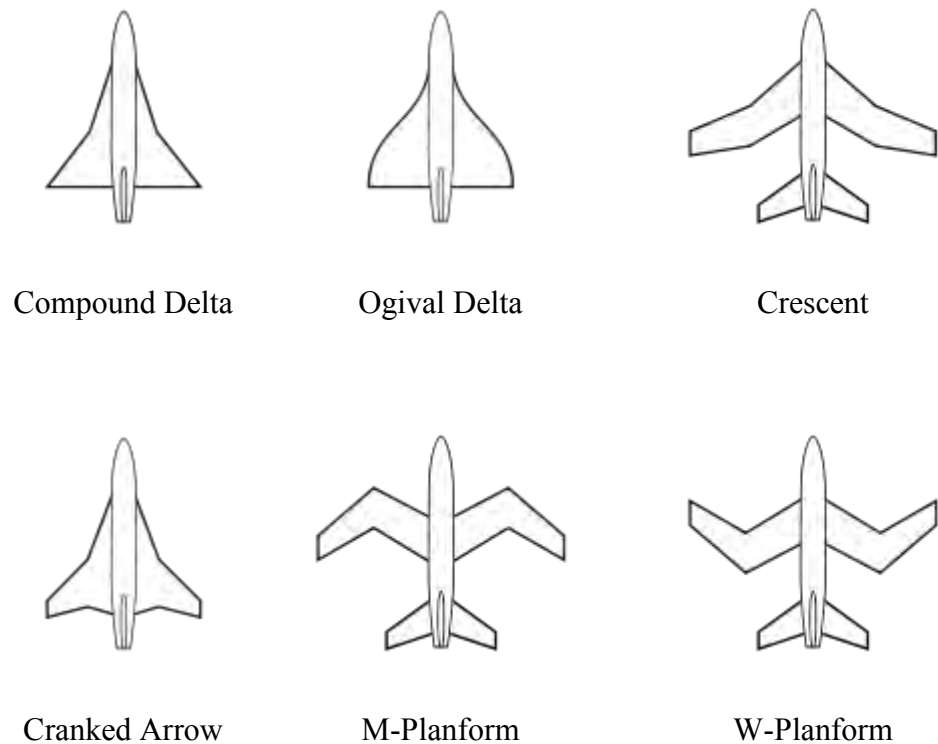 Compound Delta
Ogival Delta
Crescent
Cranked Arrow
M-Planform
W-Planform